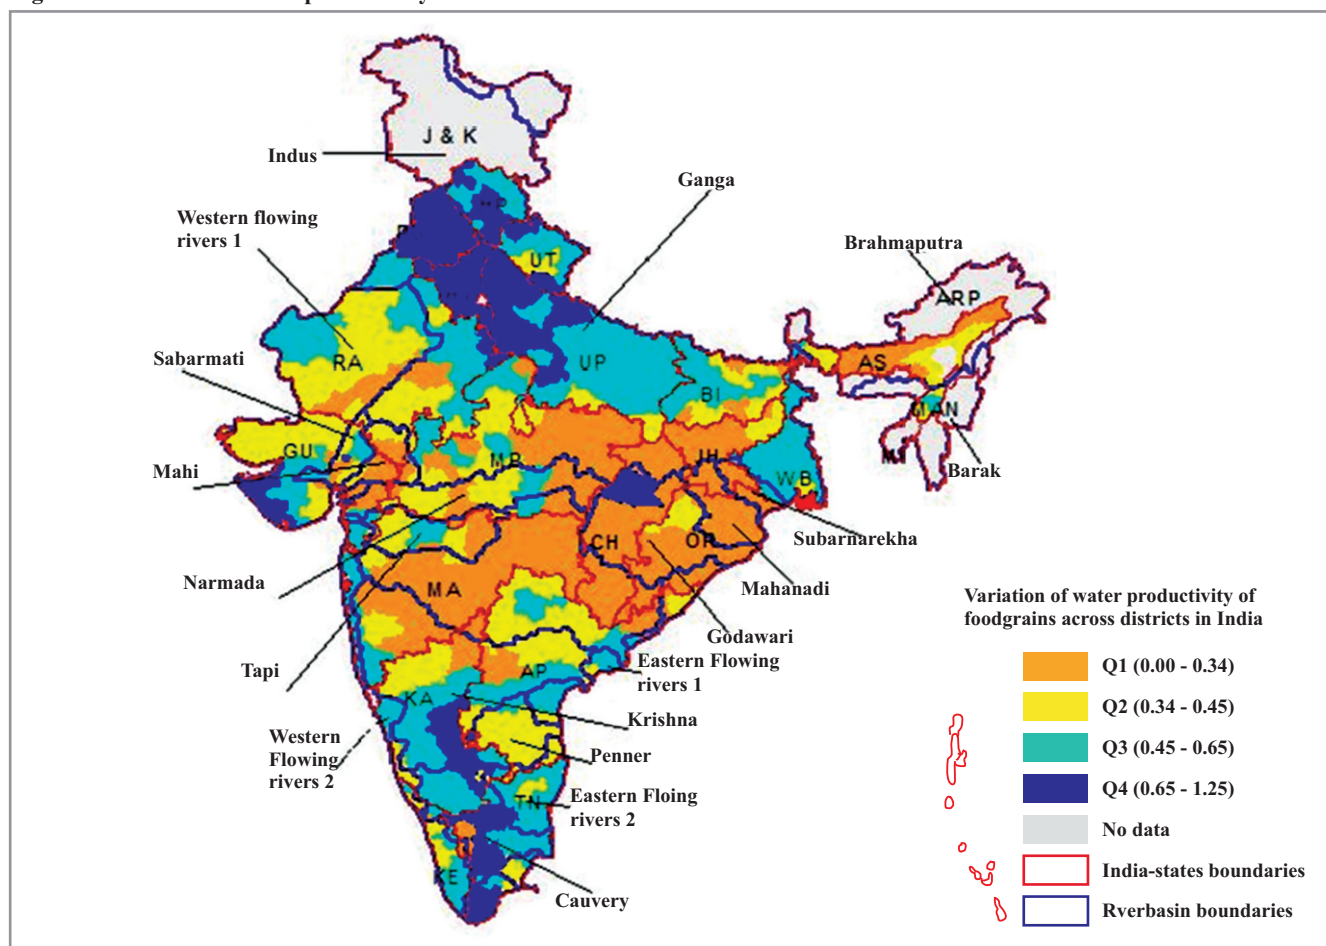 J & K
Indus
Ganga
Western flowing
rivers 1
Brahmaputra
UT
ARP
Sabarmati
RA
UP
AS
BI
MAN
GU
Mahi
MP
JH
Barak
WB
Subarnarekha
CH
OR
Narmada
MA
Mahanadi
Variation of water productivity of
foodgrains across districts in India
Godawari
Tapi
Eastern Flowing
rivers 1
Q1 (0.00 - 0.34)
AP
KA
Q2 (0.34 - 0.45)
Krishna
Western
Flowing
rivers 2
Penner
Q3 (0.45 - 0.65)
Q4 (0.65 - 1.25)
TN
Eastern Floing
rivers 2
No data
KE
Cauvery
India-states boundaries
Rverbasin boundaries